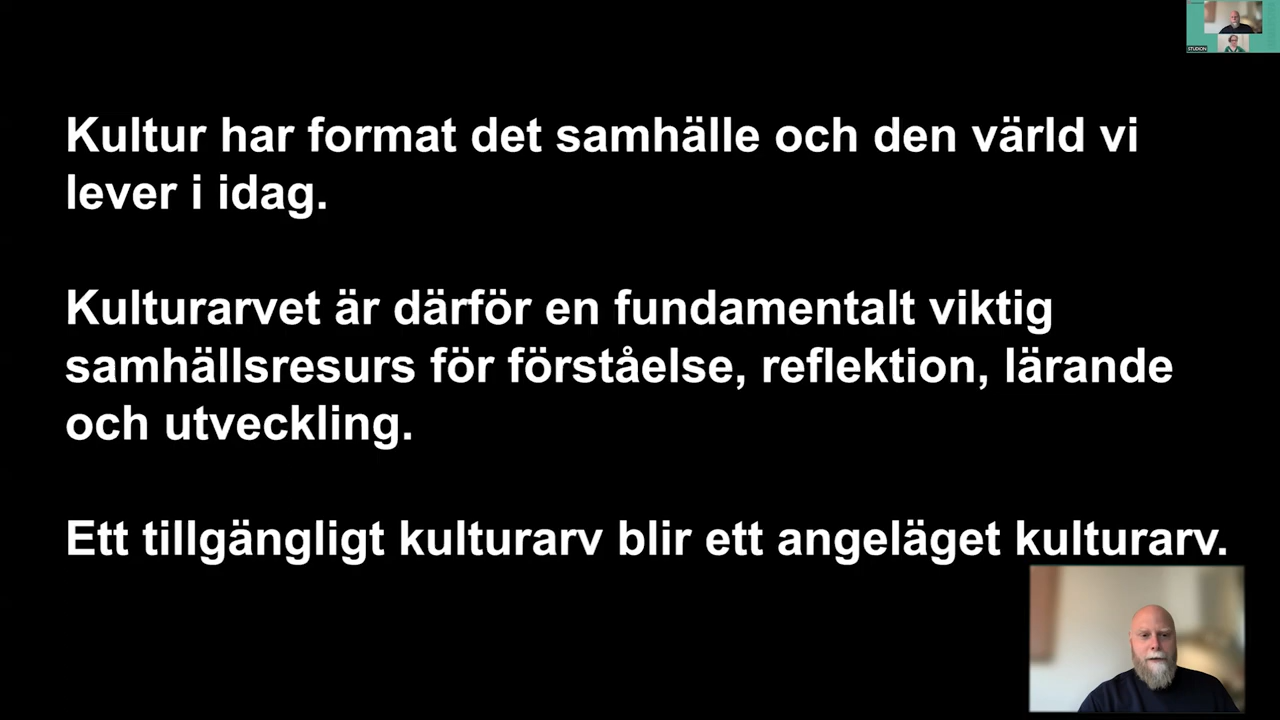 STUDION
Kultur har format det samhälle och den värld vi
lever i idag.
Kulturarvet är därför en fundamentalt viktig
samhällsresurs för förståelse, reflektion, lärande
och utveckling.
Ett tillgängligt kulturarv blir ett angeläget kulturarv.